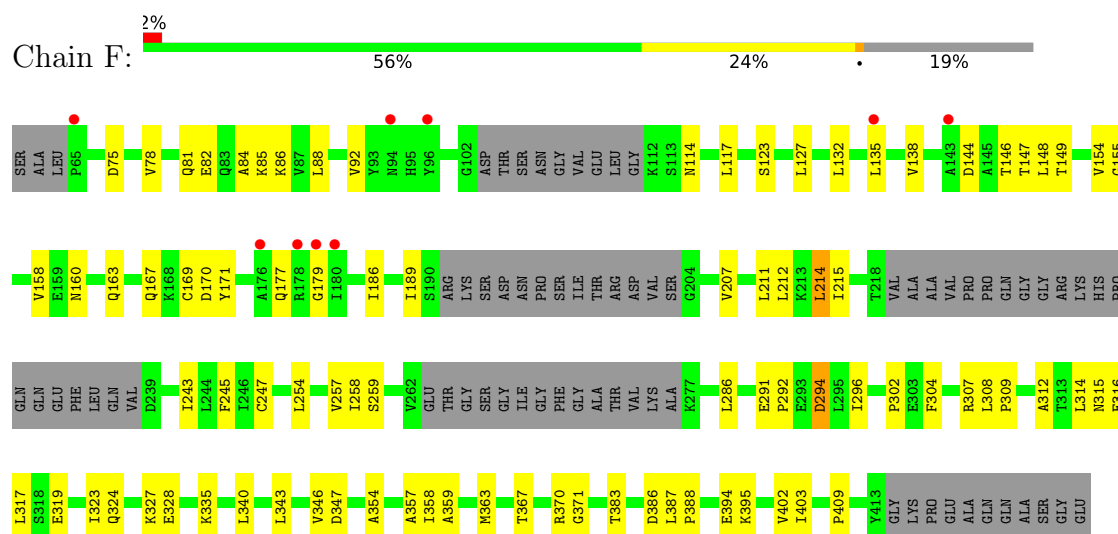 2%
Chain F:
56% 24% • 19%
SER ALA LEU P65 D75 V78 Q81 E82 Q83 A84 K85 K86 V87 L88 V92 Y93 N94 H95 Y96 G102 ASP THR SER ASN GLY VAL GLU LEU GLY K112 S113 N114 L117 S123 L127 L132 L135 V138 A143 D144 A145 T146 T147 L148 T149 V154 G155
V158 E159 N160 Q163 Q167 K168 C169 D170 Y171 A176 Q177 R178 G179 I180 I186 I189 S190 ARG LYS SER ASP ASN PRO SER ILE THR ARG ASP VAL SER G204 V207 L211 L212 K213 L214 I215 T218 VAL ALA ALA VAL PRO PRO GLN GLY GLY ARG LYS HIS PRO
GLN GLN GLU PHE LEU GLN VAL D239 I243 L244 F245 I246 C247 L254 V257 I258 S259 V262 GLU THR GLY SER GLY ILE GLY PHE GLY ALA THR VAL LYS ALA K277 L286 E291 P292 E293 D294 L295 I296 P302 E303 F304 R307 L308 P309 A312 T313 L314 N315 E316
L317 S318 E319 I323 Q324 K327 E328 K335 L340 L343 V346 D347 A354 A357 I358 A359 M363 T367 R370 G371 T383 D386 L387 P388 E394 K395 V402 I403 P409 Y413 GLY LYS PRO GLU ALA GLN GLN ALA SER GLY GLU